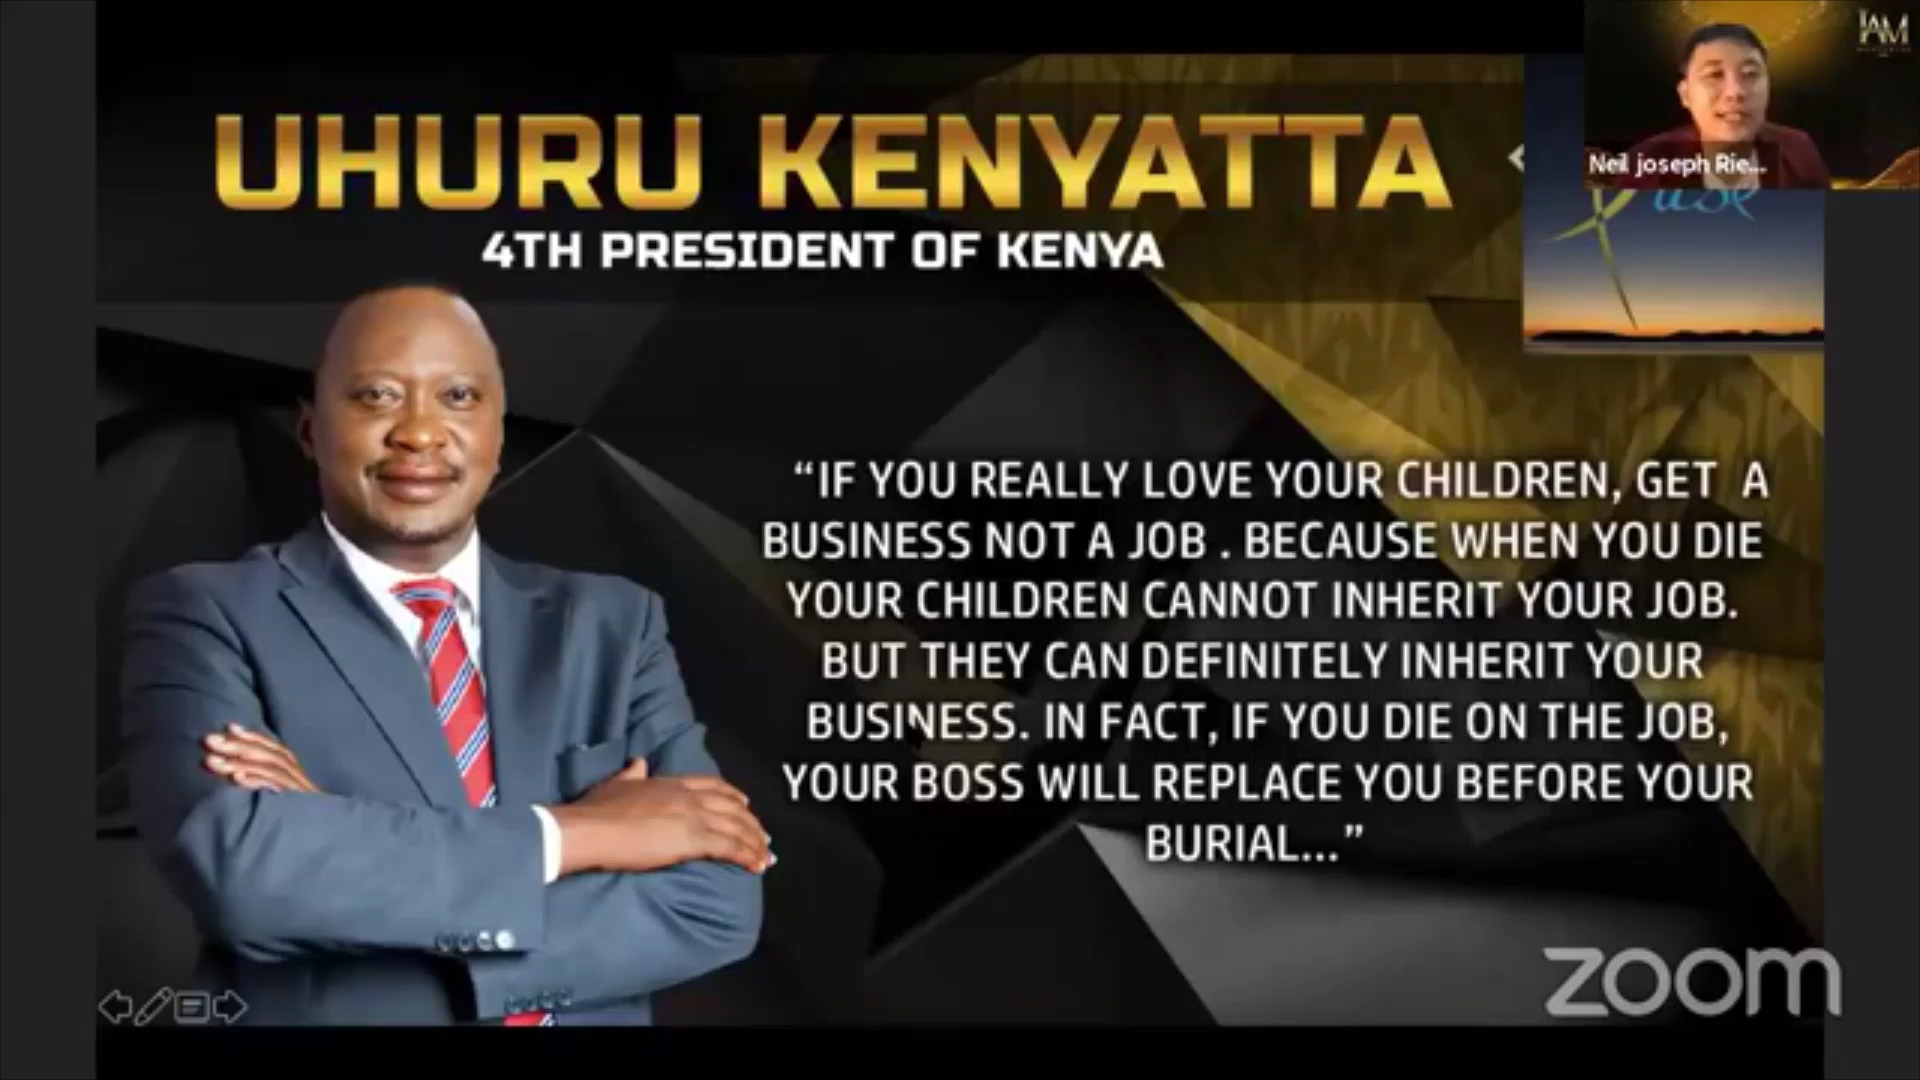 UHURU KENYATTA
4TH PRESIDENT OF KENYA
IAM
Neil joseph Rie...
“IF YOU REALLY LOVE YOUR CHILDREN, GET A
BUSINESS NOT A JOB . BECAUSE WHEN YOU DIE
YOUR CHILDREN CANNOT INHERIT YOUR JOB.
BUT THEY CAN DEFINITELY INHERIT YOUR
BUSINESS. IN FACT, IF YOU DIE ON THE JOB,
YOUR BOSS WILL REPLACE YOU BEFORE YOUR
BURIAL...”
zoom